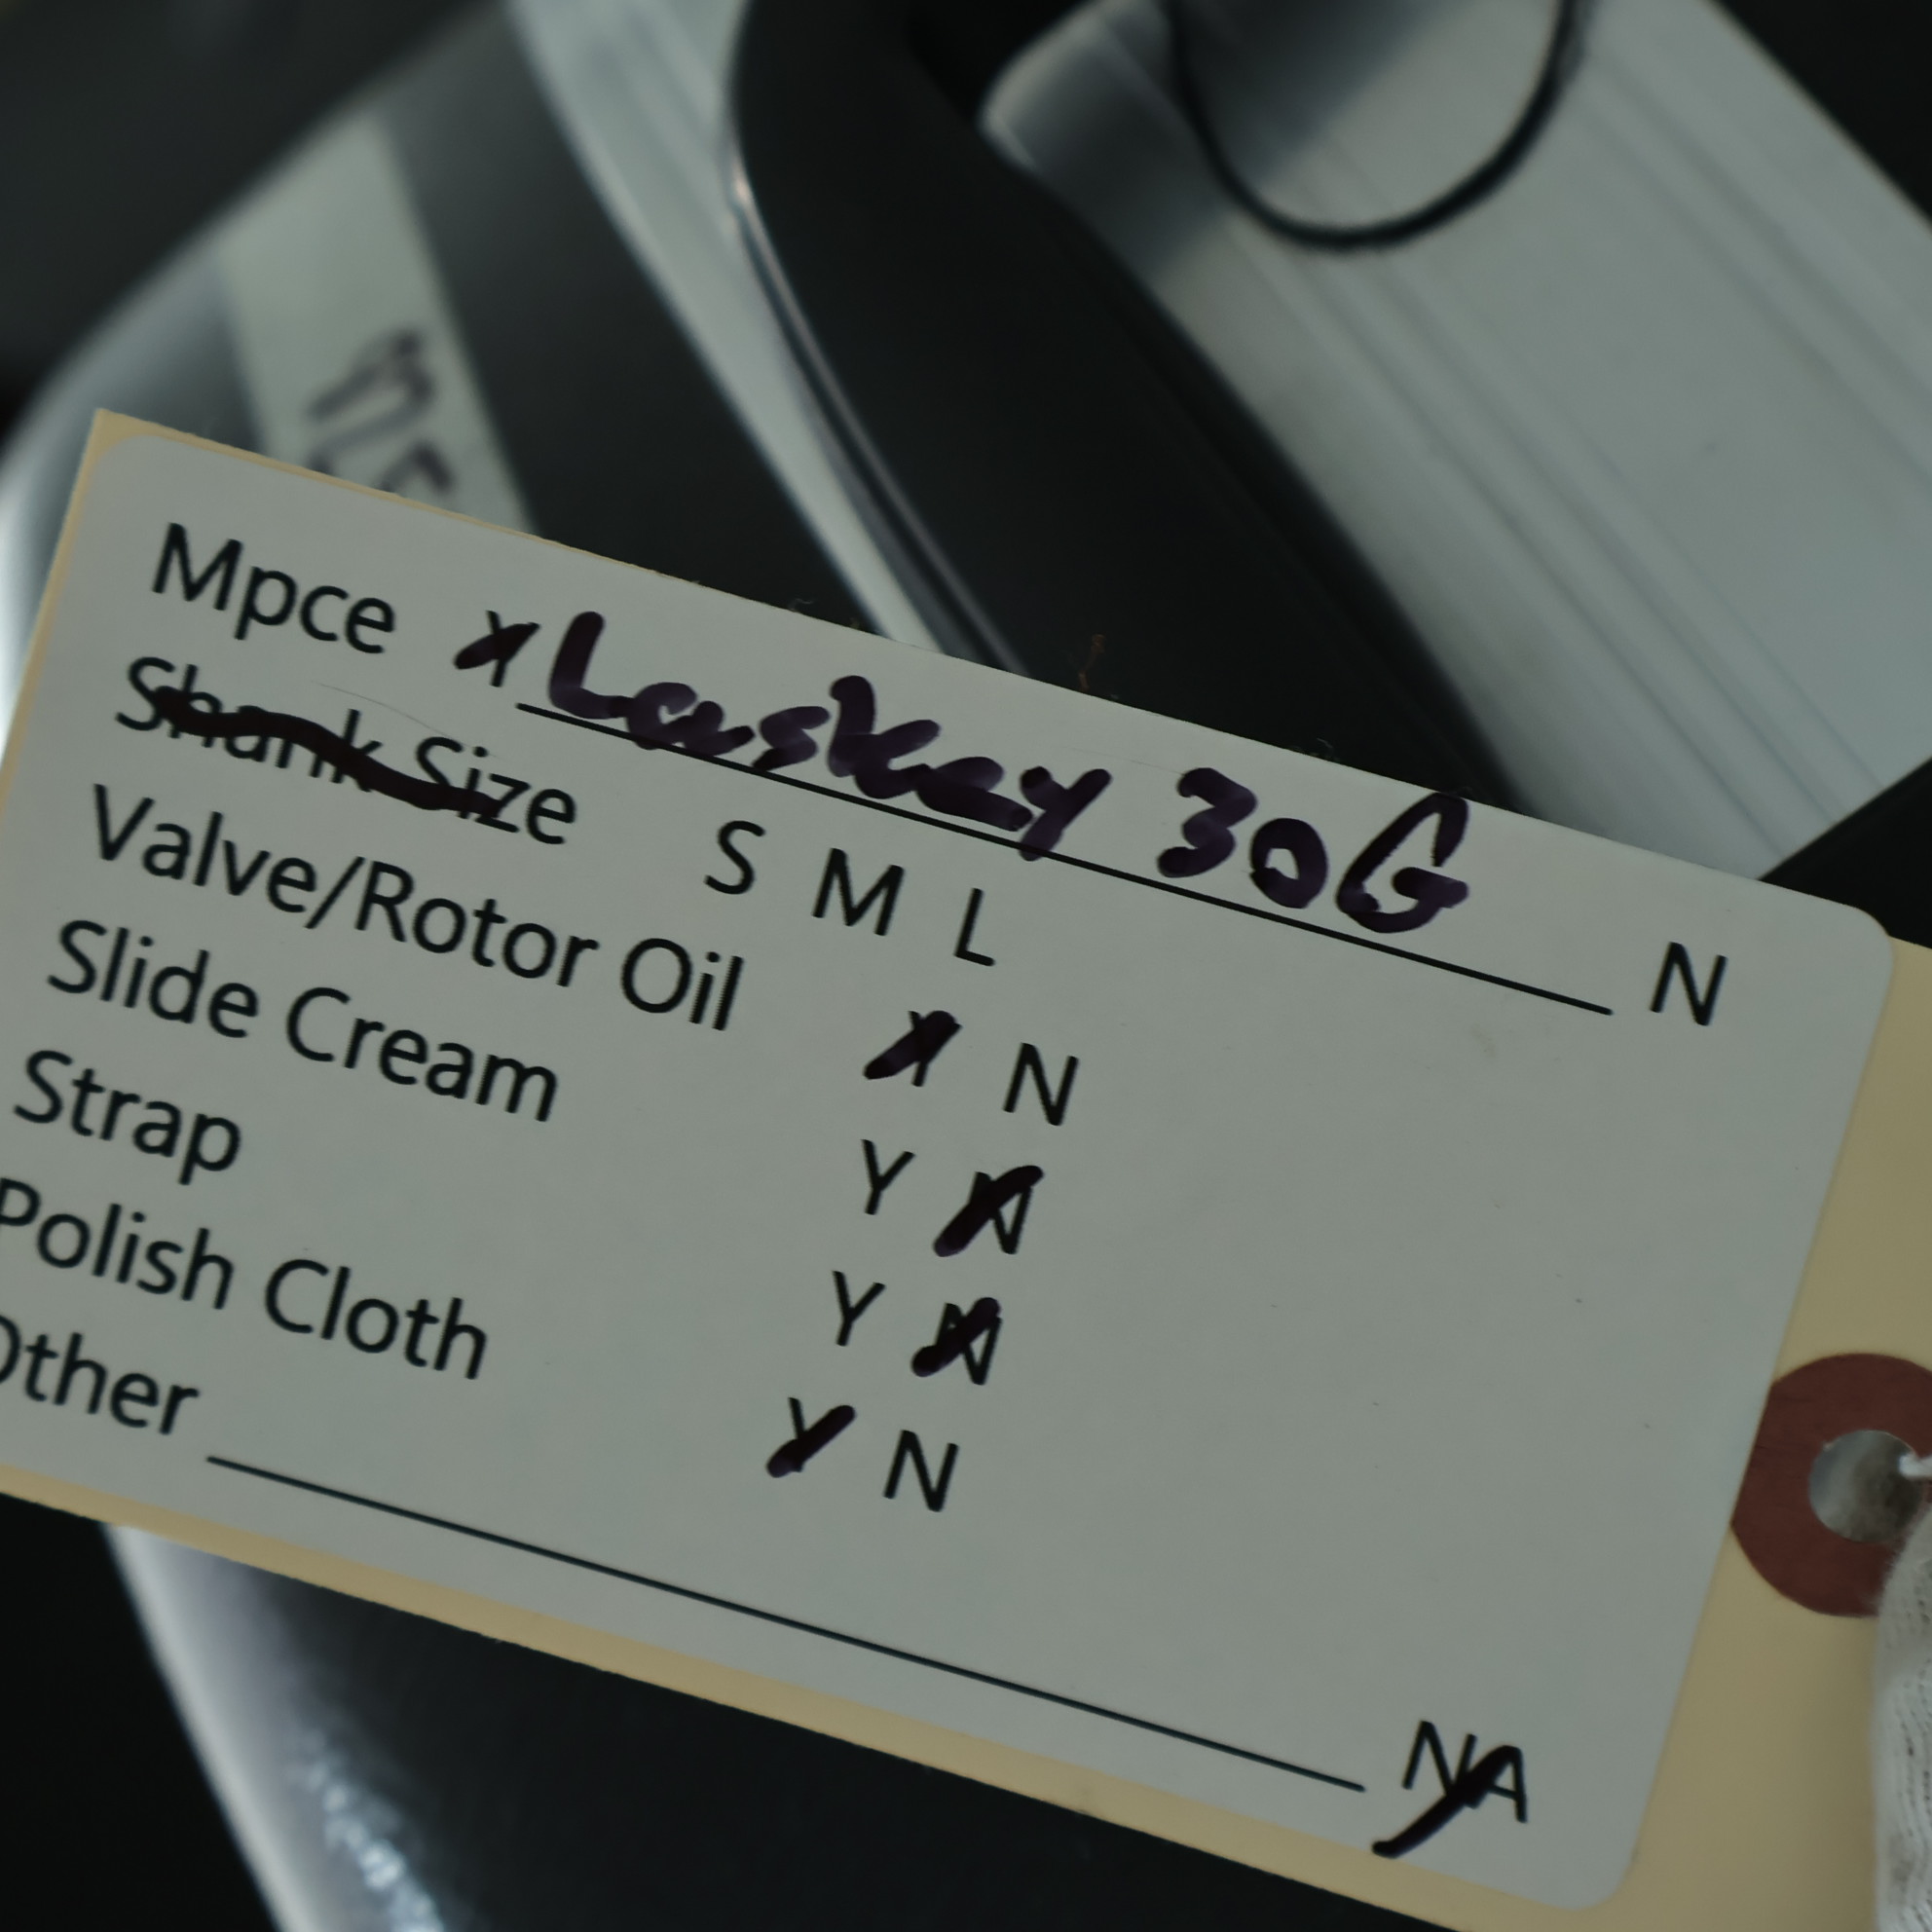 Mpce Y Laskey 30G N
Shank Size S M L
Valve/Rotor Oil Y N
Slide Cream Y N
Strap Y N
Polish Cloth Y N
Other NA